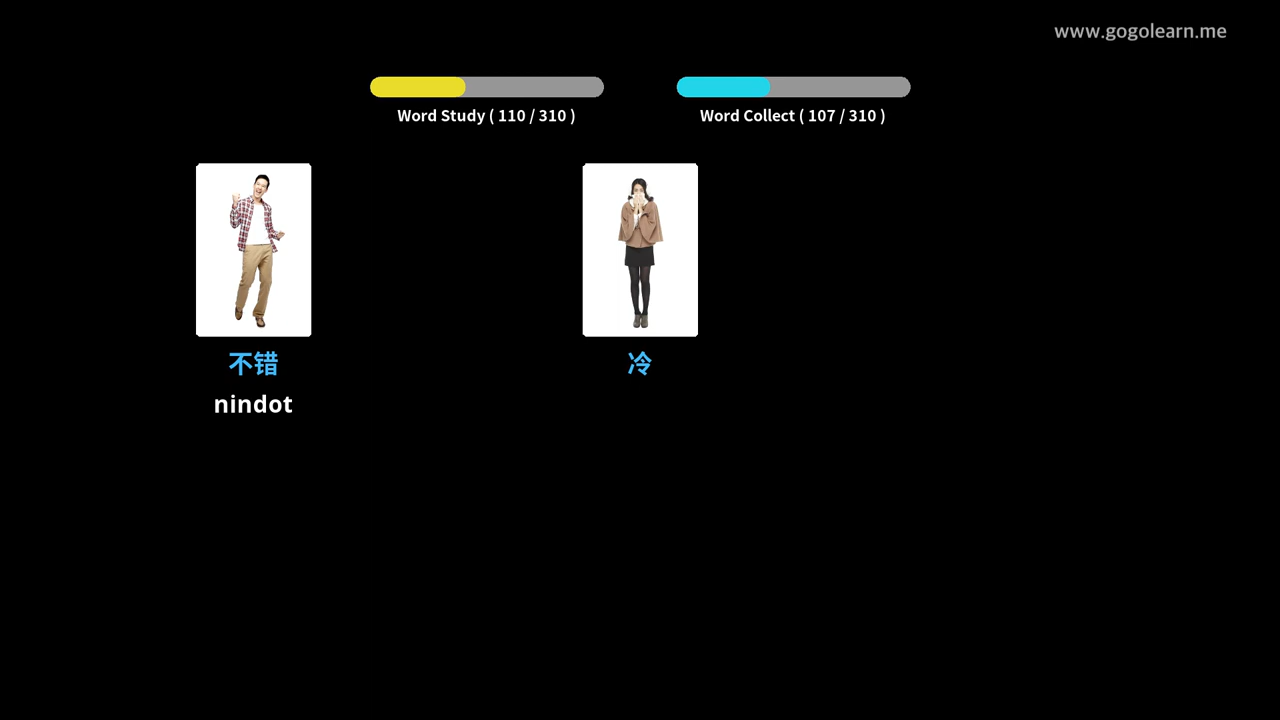 www.gogolearn.me
Word Study ( 110 / 310 )
Word Collect ( 107 / 310 )
不错
冷
nindot